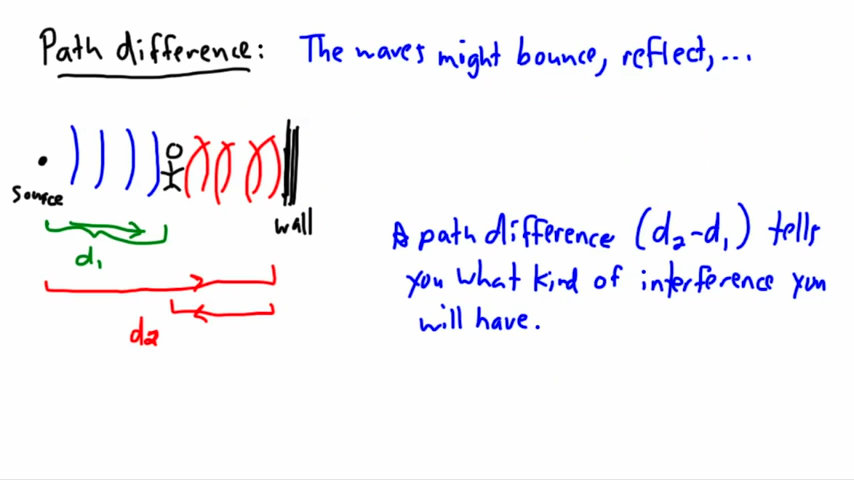 Path difference: The waves might bounce, reflect,...
source
wall
d₁
d₂
A path difference (d₂-d₁) tells
you what kind of interference you
will have.